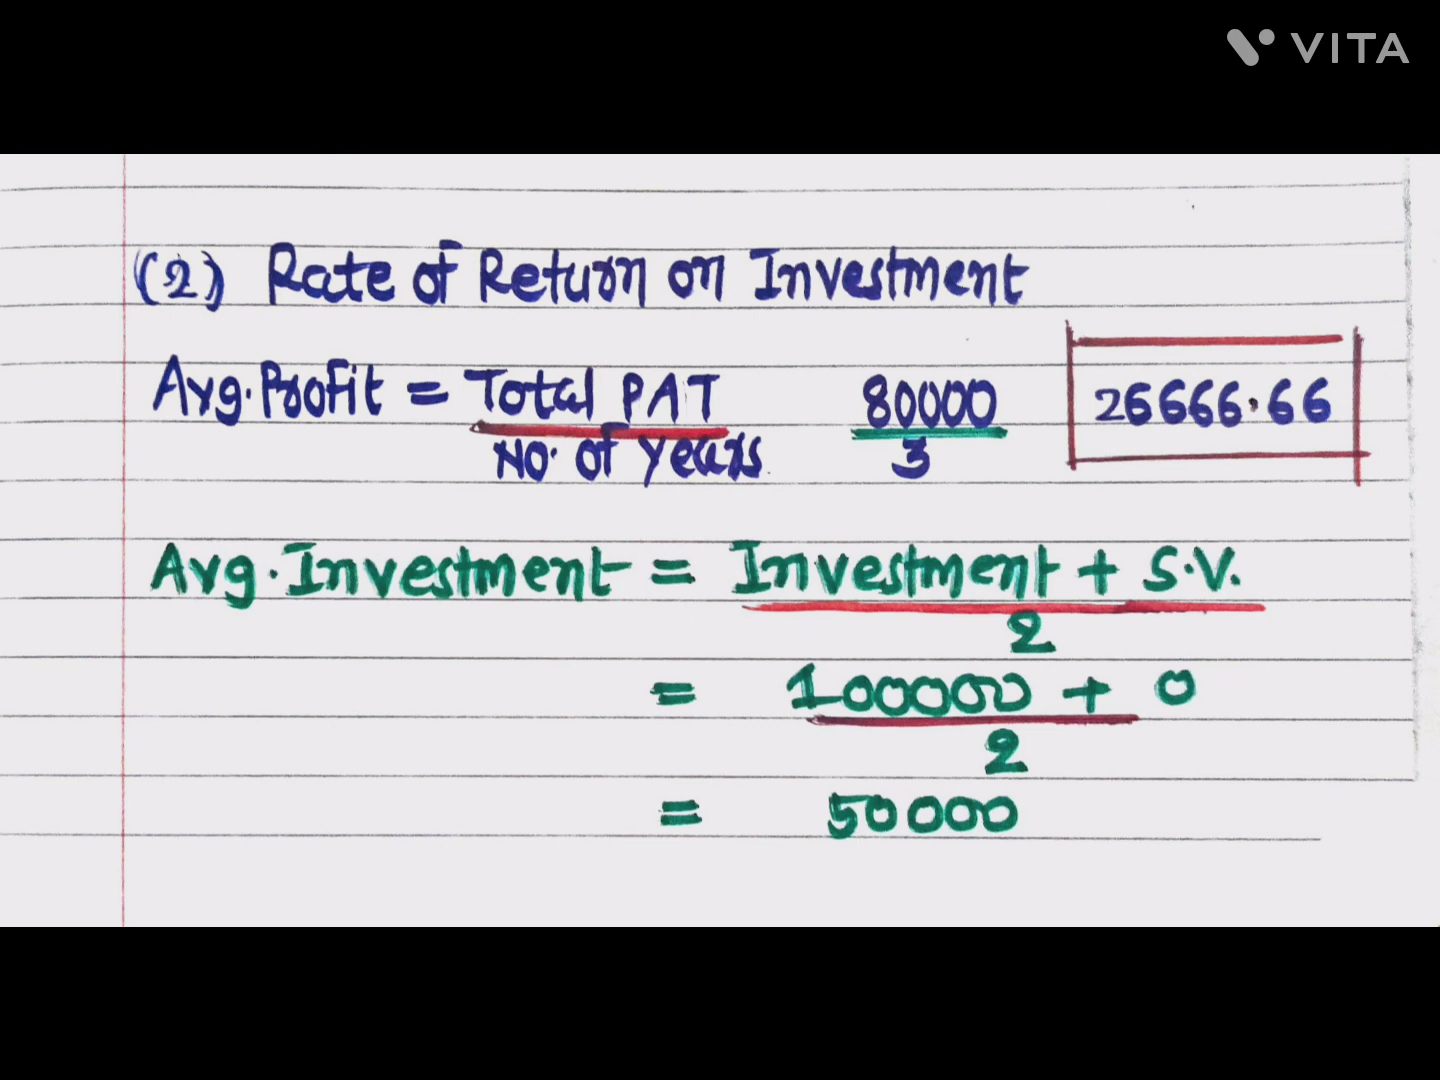 VITA
(2) Rate of Return on Investment
Avg. Profit = Total PAT 80000 26666.66
No. of years 3
Avg. Investment = Investment + S.V.
2
= 100000 + 0
2
= 50000